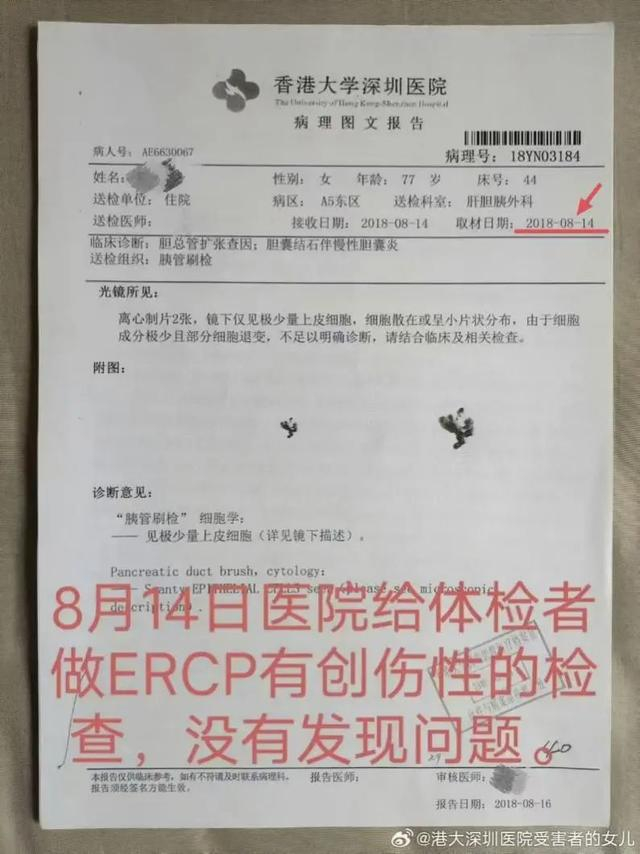 香港大学深圳医院
The University of Hong Kong-Shenzhen Hospital
病理图文报告
病人号: AE6630067
病理号: 18YN03184
姓名: 性别: 女 年龄: 77 岁 床号: 44
送检单位: 住院 病区: A5东区 送检科室: 肝胆胰外科
送检医师: 接收日期: 2018-08-14 取材日期: 2018-08-14
临床诊断: 胆总管扩张查因; 胆囊结石伴慢性胆囊炎
送检组织: 胰管刷检
光镜所见:
离心制片2张, 镜下仅见极少量上皮细胞, 细胞散在或呈小片状分布, 由于细胞
成分极少且部分细胞退变, 不足以明确诊断, 请结合临床及相关检查。
附图:
诊断意见:
“胰管刷检” 细胞学:
—— 见极少量上皮细胞 (详见镜下描述) 。
Pancreatic duct brush, cytology:
—— Scanty EPITHELIAL CELLS seen (please see microscopic
description) .
8月14日医院给体检者
做ERCP有创伤性的检
查，没有发现问题。
本报告仅供临床参考, 如有不符请及时联系病理科。 报告医师: 审核医师:
报告须经签名方能生效。
报告日期: 2018-08-16
@港大深圳医院受害者的女儿